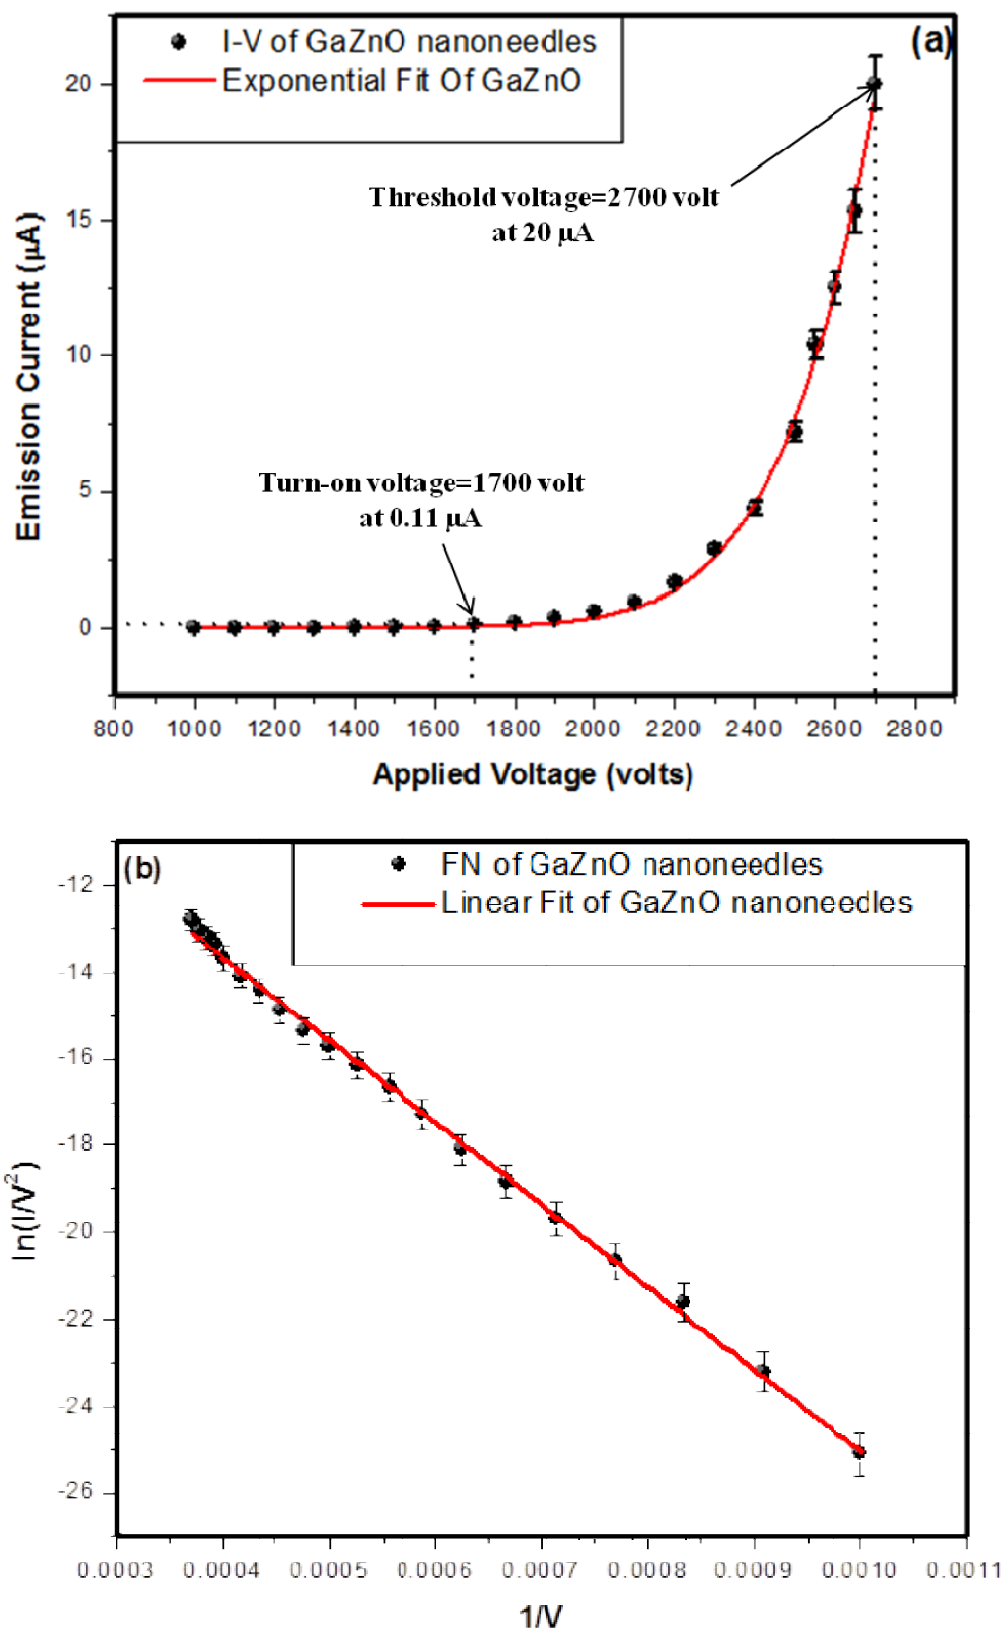 (a)
I-V of GaZnO nanoneedles
Exponential Fit Of GaZnO
20
15
10
5
0
Emission Current (µA)
Threshold voltage=2700 volt
at 20 µA
Turn-on voltage=1700 volt
at 0.11 µA
800 1000 1200 1400 1600 1800 2000 2200 2400 2600 2800
Applied Voltage (volts)
(b)
FN of GaZnO nanoneedles
Linear Fit of GaZnO nanoneedles
-12
-14
-16
-18
-20
-22
-24
-26
ln(I/V²)
0.0003 0.0004 0.0005 0.0006 0.0007 0.0008 0.0009 0.0010 0.0011
1/V